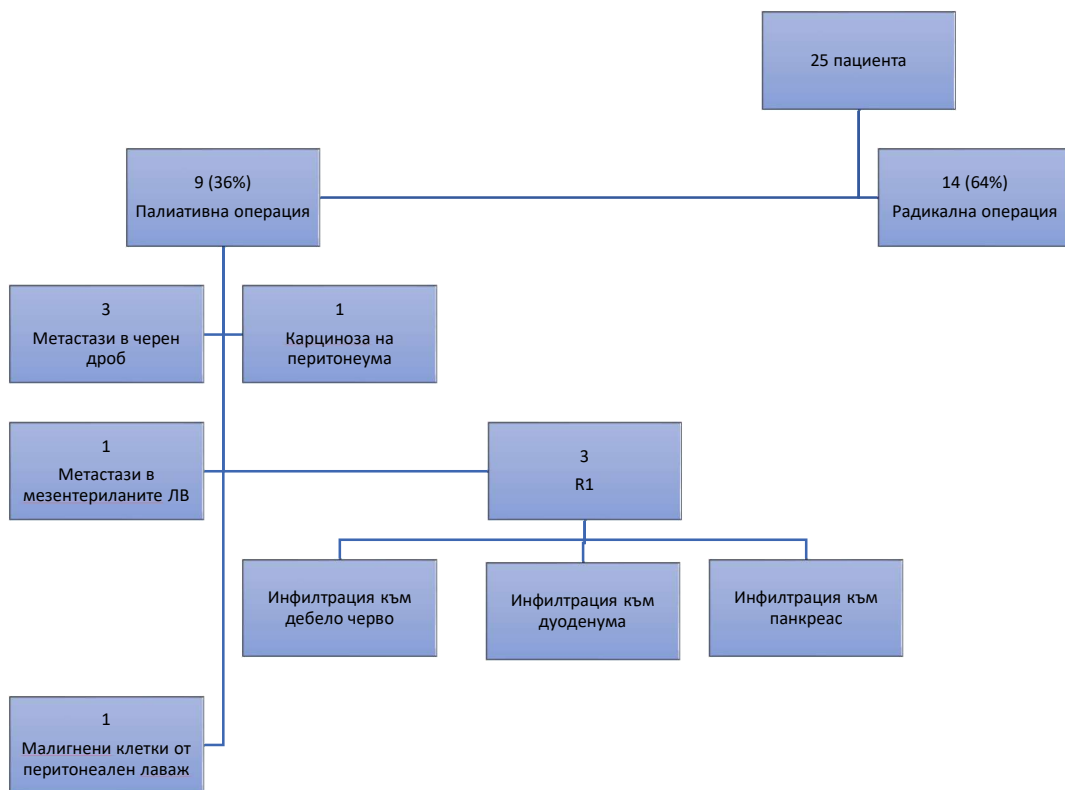 25 пациента
9 (36%)
Палиативна операция
14 (64%)
Радикална операция
3
Метастази в черен
дроб
1
Карциноза на
перитонеума
1
Метастази в
мезентериланите ЛВ
3
R1
Инфилтрация към
дебело черво
Инфилтрация към
дуоденума
Инфилтрация към
панкреас
1
Малигнени клетки от
перитонеален лаваж